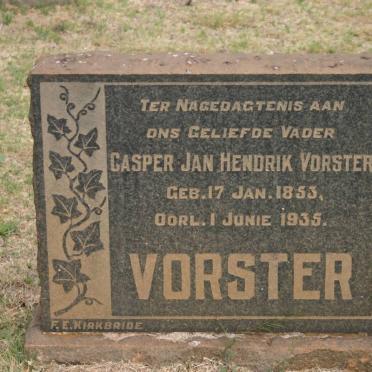 TER NAGEDAGTENIS AAN
ONS GELIEFDE VADER
CASPER JAN HENDRIK VORSTER
GEB. 17 JAN. 1853,
OORL. 1 JUNIE 1935.
VORSTER
F. E. KIRKBRIDE